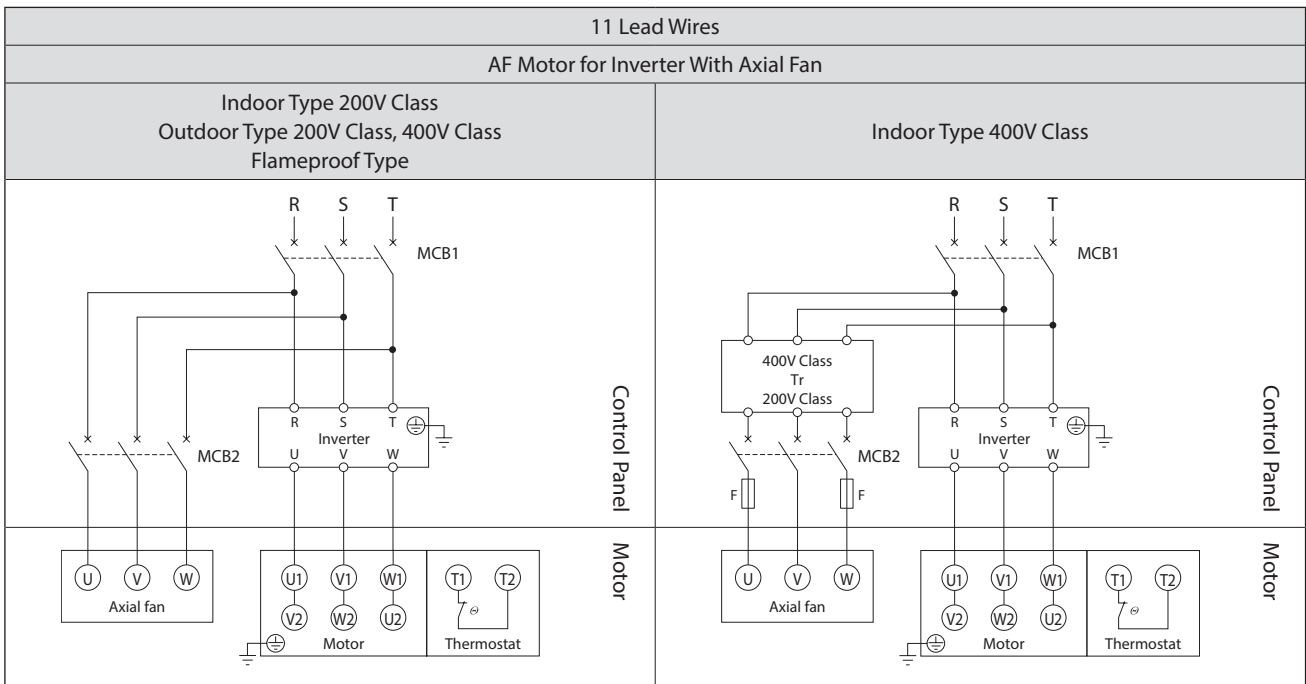 11 Lead Wires
AF Motor for Inverter With Axial Fan
Indoor Type 200V Class
Outdoor Type 200V Class, 400V Class
Flameproof Type
R S T
MCB1
R S T
Inverter
U V W
MCB2
Control Panel
U V W
Axial fan
U1 V1 W1
V2 W2 U2
Motor
T1 T2
Θ
Thermostat
Motor
Indoor Type 400V Class
R S T
MCB1
400V Class
Tr
200V Class
R S T
Inverter
U V W
MCB2
F F
Control Panel
U V W
Axial fan
U1 V1 W1
V2 W2 U2
Motor
T1 T2
Θ
Thermostat
Motor